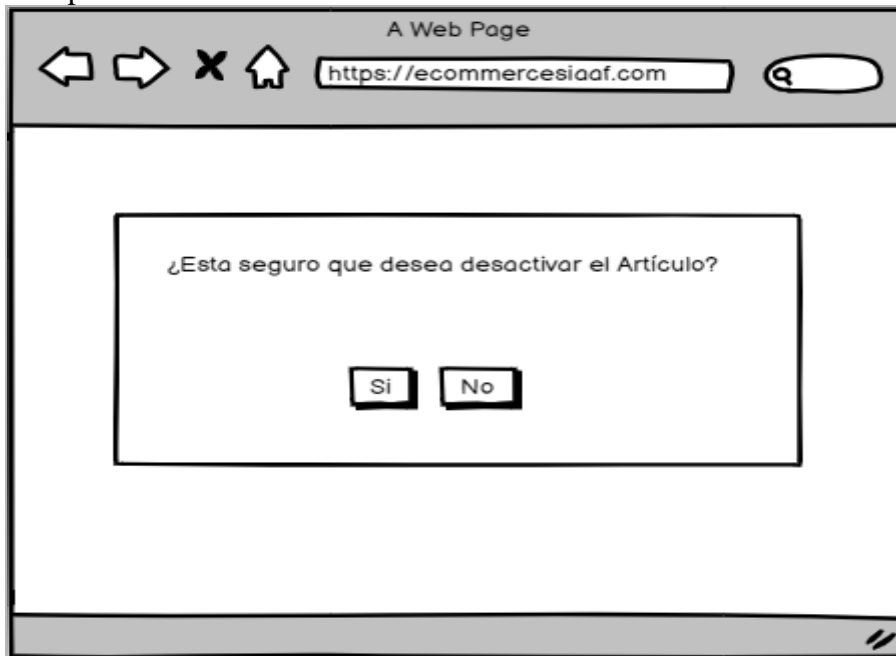 A Web Page
https://ecommercesiaaf.com
¿Esta seguro que desea desactivar el Artículo?
Si No